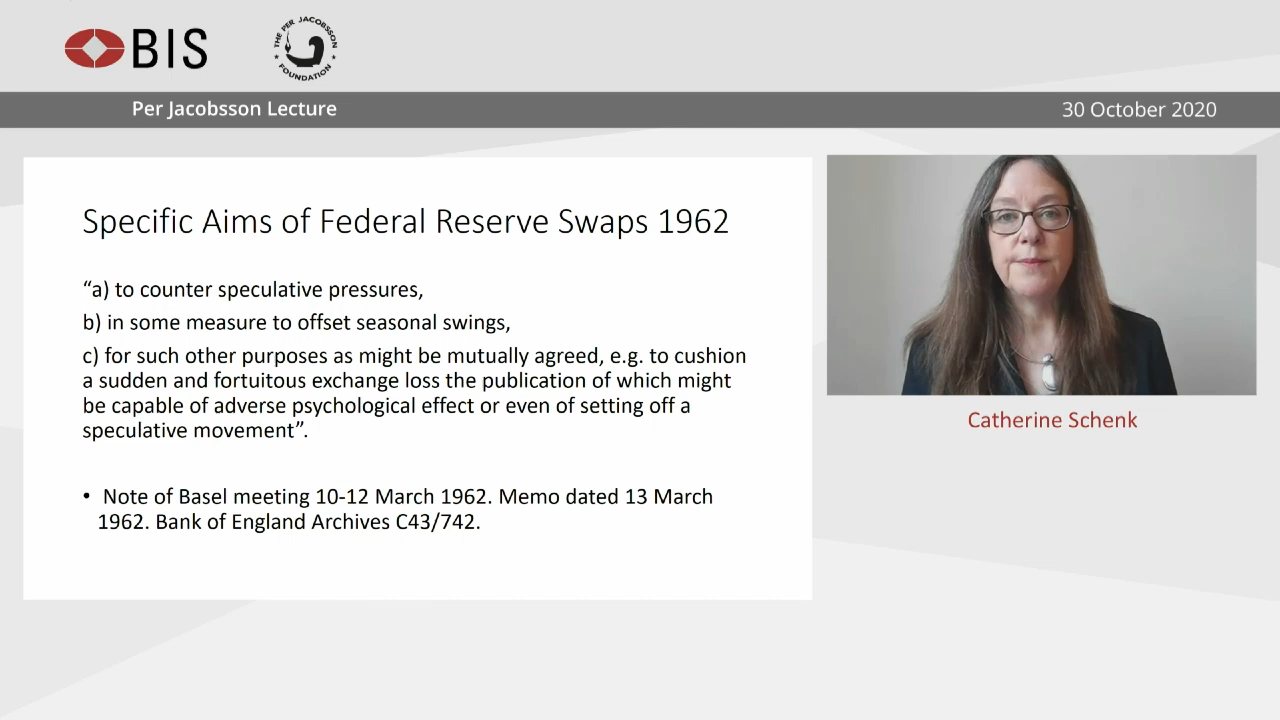 BIS
THE PER JACOBSSON
FOUNDATION
Per Jacobsson Lecture
30 October 2020
Specific Aims of Federal Reserve Swaps 1962
“a) to counter speculative pressures,
b) in some measure to offset seasonal swings,
c) for such other purposes as might be mutually agreed, e.g. to cushion
a sudden and fortuitous exchange loss the publication of which might
be capable of adverse psychological effect or even of setting off a
speculative movement”.
• Note of Basel meeting 10-12 March 1962. Memo dated 13 March
1962. Bank of England Archives C43/742.
Catherine Schenk